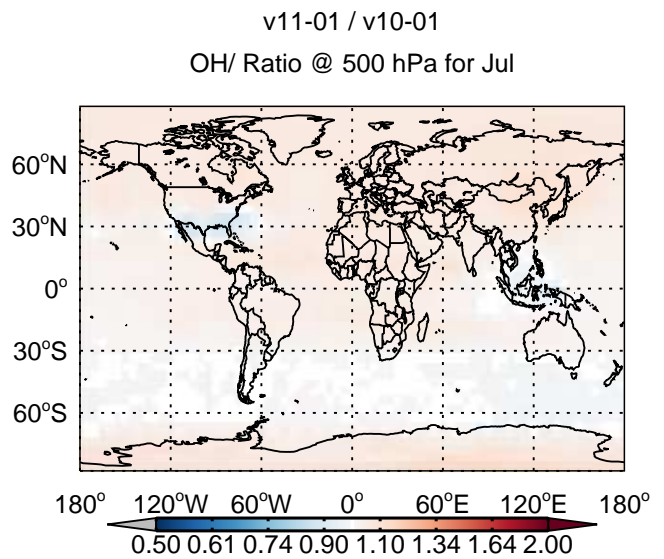 v11-01 / v10-01
OH/ Ratio @ 500 hPa for Jul
60°N
30°N
0°
30°S
60°S
180° 120°W 60°W 0° 60°E 120°E 180°
0.50 0.61 0.74 0.90 1.10 1.34 1.64 2.00